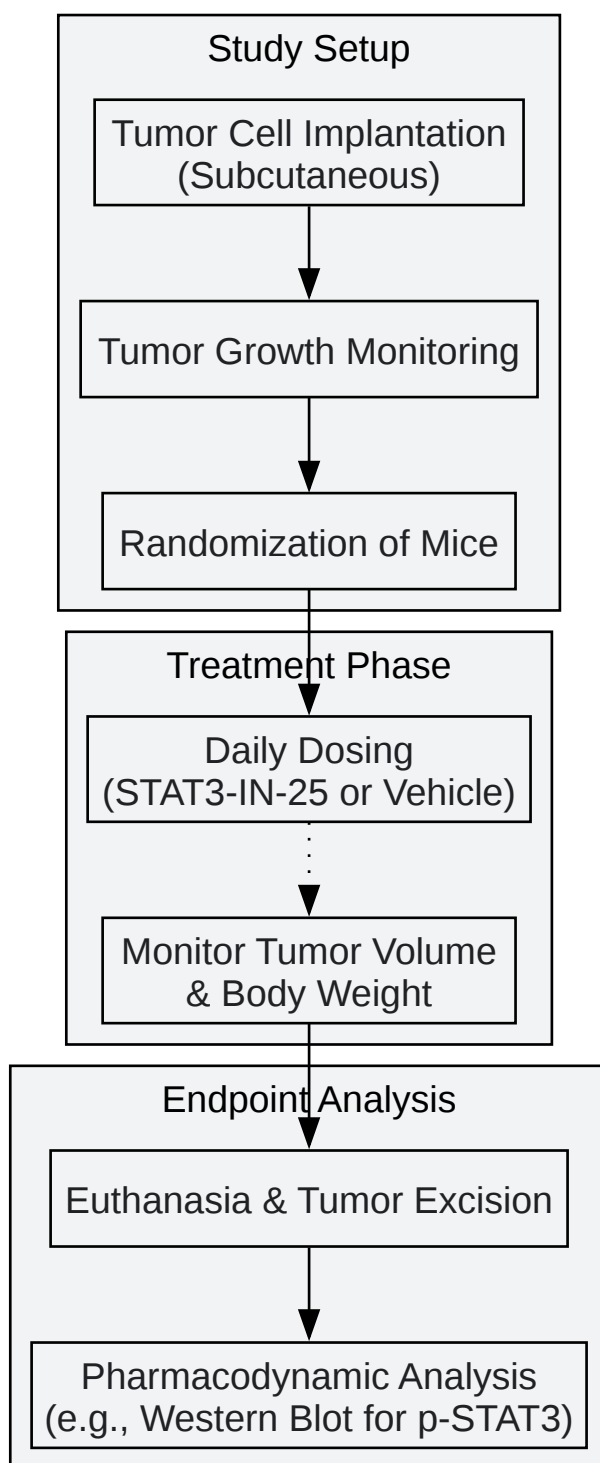 Study Setup
Tumor Cell Implantation
(Subcutaneous)
Tumor Growth Monitoring
Randomization of Mice
Treatment Phase
Daily Dosing
(STAT3-IN-25 or Vehicle)
Monitor Tumor Volume
& Body Weight
Endpoint Analysis
Euthanasia & Tumor Excision
Pharmacodynamic Analysis
(e.g., Western Blot for p-STAT3)